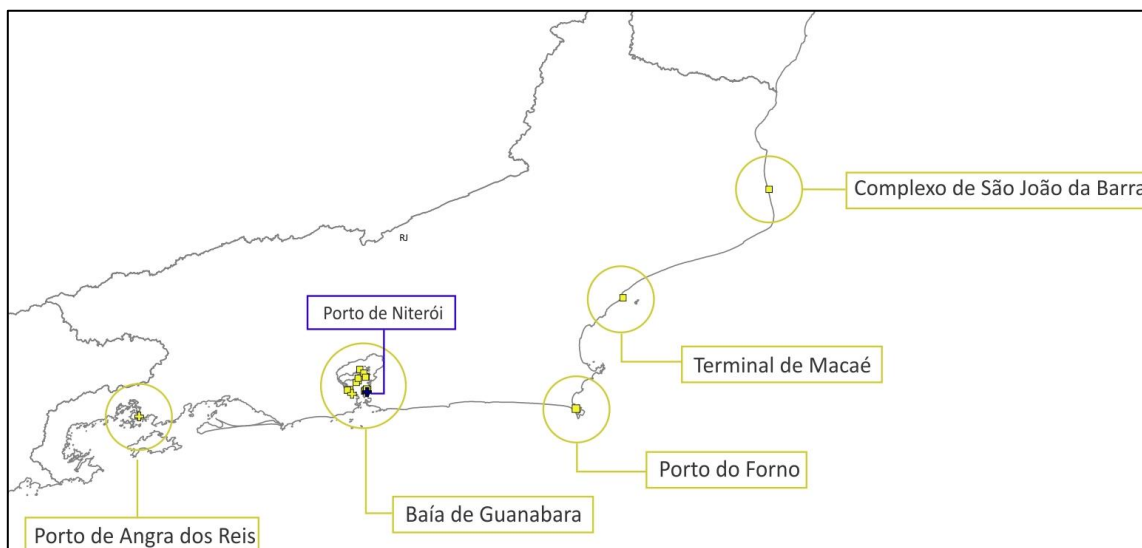 Complexo de São João da Barra
RJ
Porto de Niterói
Terminal de Macaé
Porto do Forno
Baía de Guanabara
Porto de Angra dos Reis